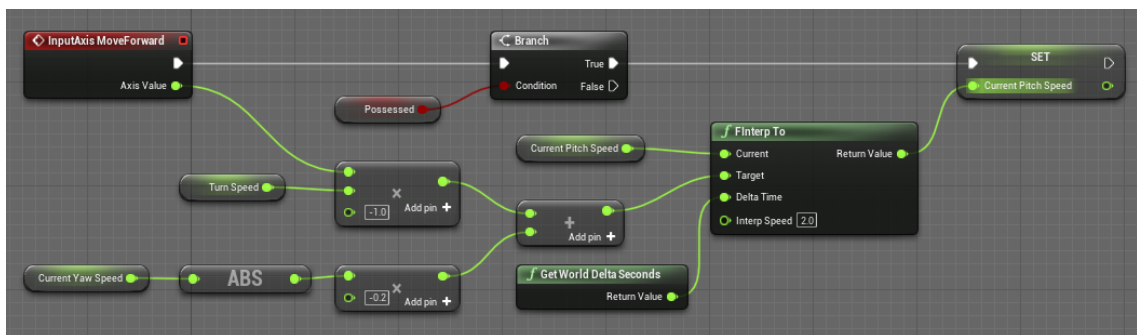 InputAxis MoveForward
Axis Value
Branch
True
Condition
False
Possessed
SET
Current Pitch Speed
Current Pitch Speed
f FInterp To
Current
Return Value
Target
Delta Time
Interp Speed 2.0
Turn Speed
×
-1.0
Add pin +
+
Add pin +
Current Yaw Speed
ABS
×
-0.2
Add pin +
f Get World Delta Seconds
Return Value